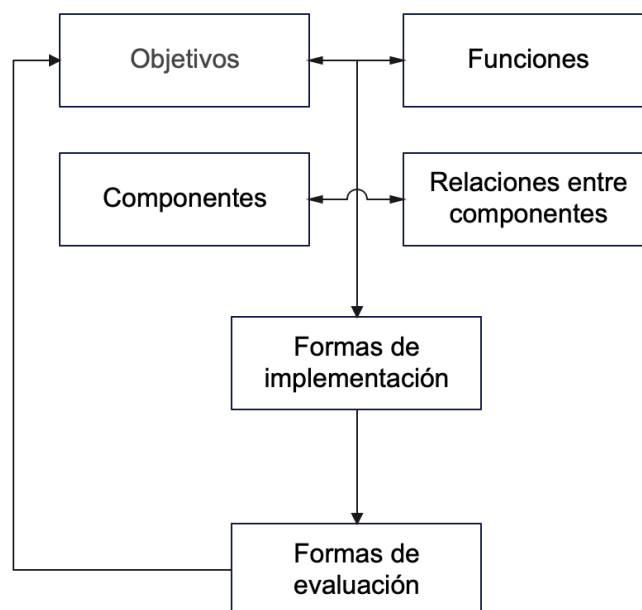 Objetivos
Funciones
Componentes
Relaciones entre
componentes
Formas de
implementación
Formas de
evaluación